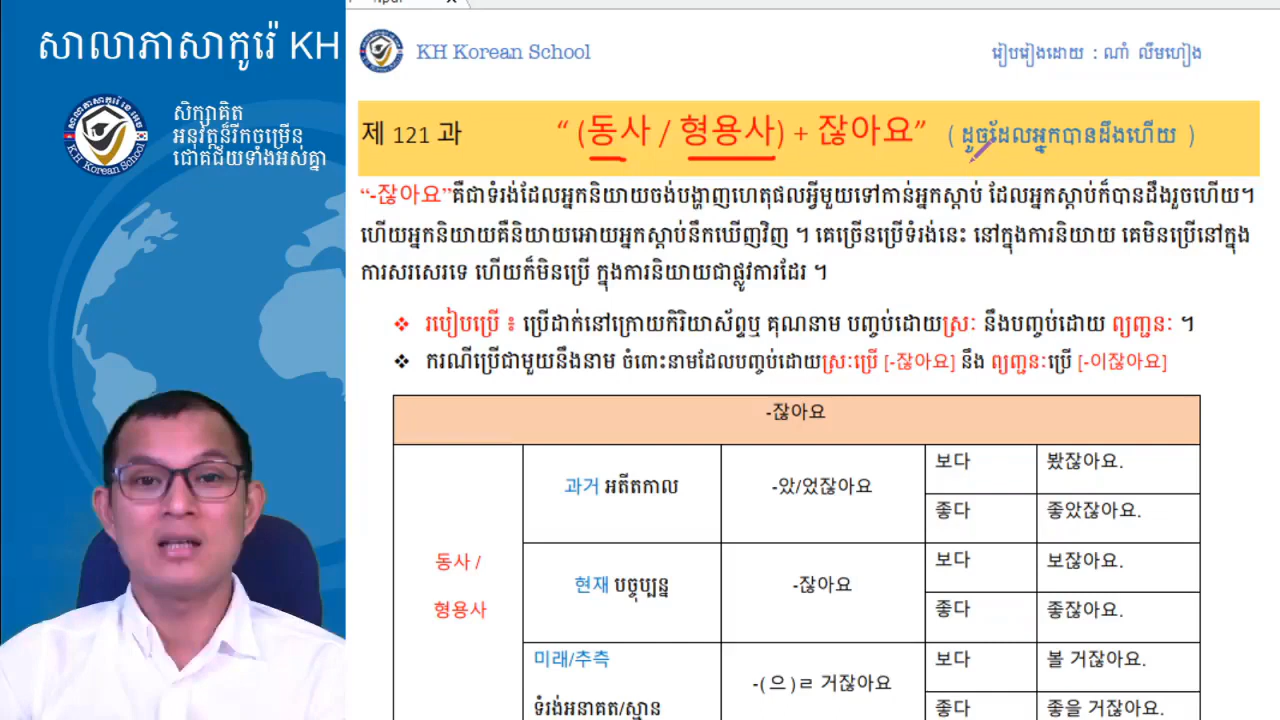 សាលាភាសាកូរ៉េ KH
សិក្សាគិត
អនុវត្តន៍រីកចម្រើន
ជោគជ័យទាំងអស់គ្នា
KH Korean School
រៀបរៀងដោយ : ណាំ លីមហៀង
제 121 과 “ (동사 / 형용사) + 잖아요” ( ដូចដែលអ្នកបានដឹងហើយ )
“-잖아요”គឺជាទំរង់ដែលអ្នកនិយាយចង់បង្ហាញហេតុផលអ្វីមួយទៅកាន់អ្នកស្តាប់ ដែលអ្នកស្តាប់ក៏បានដឹងរួចហើយ។
ហើយអ្នកនិយាយគឺនិយាយអោយអ្នកស្តាប់នឹកឃើញវិញ ។ គេច្រើនប្រើទំរង់នេះ នៅក្នុងការនិយាយ គេមិនប្រើនៅក្នុង
ការសរសេរទេ ហើយក៏មិនប្រើ ក្នុងការនិយាយជាផ្លូវការដែរ ។
❖ របៀបប្រើ ៖ ប្រើដាក់នៅក្រោយកិរិយាស័ព្ទឬ គុណនាម បញ្ចប់ដោយស្រៈ នឹងបញ្ចប់ដោយ ព្យញ្ជនៈ ។
❖ ករណីប្រើជាមួយនឹងនាម ចំពោះនាមដែលបញ្ចប់ដោយស្រៈប្រើ [-잖아요] នឹង ព្យញ្ជនៈប្រើ [-이잖아요]
-잖아요
동사 /
형용사
과거 អតីតកាល
-았/었잖아요
보다 봤잖아요.
좋다 좋았잖아요.
현재 បច្ចុប្បន្ន
-잖아요
보다 보잖아요.
좋다 좋잖아요.
미래/추측
ទំរង់អនាគត/ស្មាន
-(으)ㄹ 거잖아요
보다 볼 거잖아요.
좋다 좋을 거잖아요.